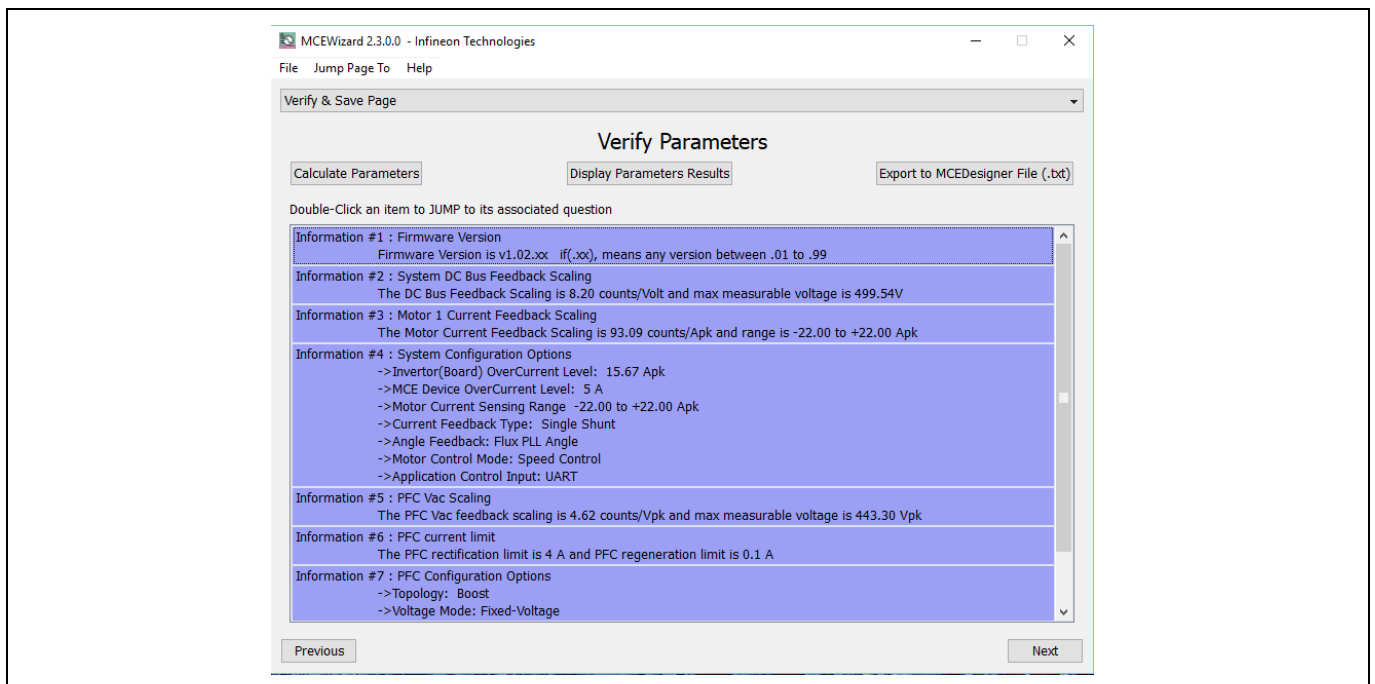 MCEWizard 2.3.0.0 - Infineon Technologies
File Jump Page To Help
Verify & Save Page
Verify Parameters
Calculate Parameters Display Parameters Results Export to MCEDesigner File (.txt)
Double-Click an item to JUMP to its associated question
Information #1 : Firmware Version
Firmware Version is v1.02.xx if(.xx), means any version between .01 to .99
Information #2 : System DC Bus Feedback Scaling
The DC Bus Feedback Scaling is 8.20 counts/Volt and max measurable voltage is 499.54V
Information #3 : Motor 1 Current Feedback Scaling
The Motor Current Feedback Scaling is 93.09 counts/Apk and range is -22.00 to +22.00 Apk
Information #4 : System Configuration Options
->Invertor(Board) OverCurrent Level: 15.67 Apk
->MCE Device OverCurrent Level: 5 A
->Motor Current Sensing Range -22.00 to +22.00 Apk
->Current Feedback Type: Single Shunt
->Angle Feedback: Flux PLL Angle
->Motor Control Mode: Speed Control
->Application Control Input: UART
Information #5 : PFC Vac Scaling
The PFC Vac feedback scaling is 4.62 counts/Vpk and max measurable voltage is 443.30 Vpk
Information #6 : PFC current limit
The PFC rectification limit is 4 A and PFC regeneration limit is 0.1 A
Information #7 : PFC Configuration Options
->Topology: Boost
->Voltage Mode: Fixed-Voltage
Previous Next